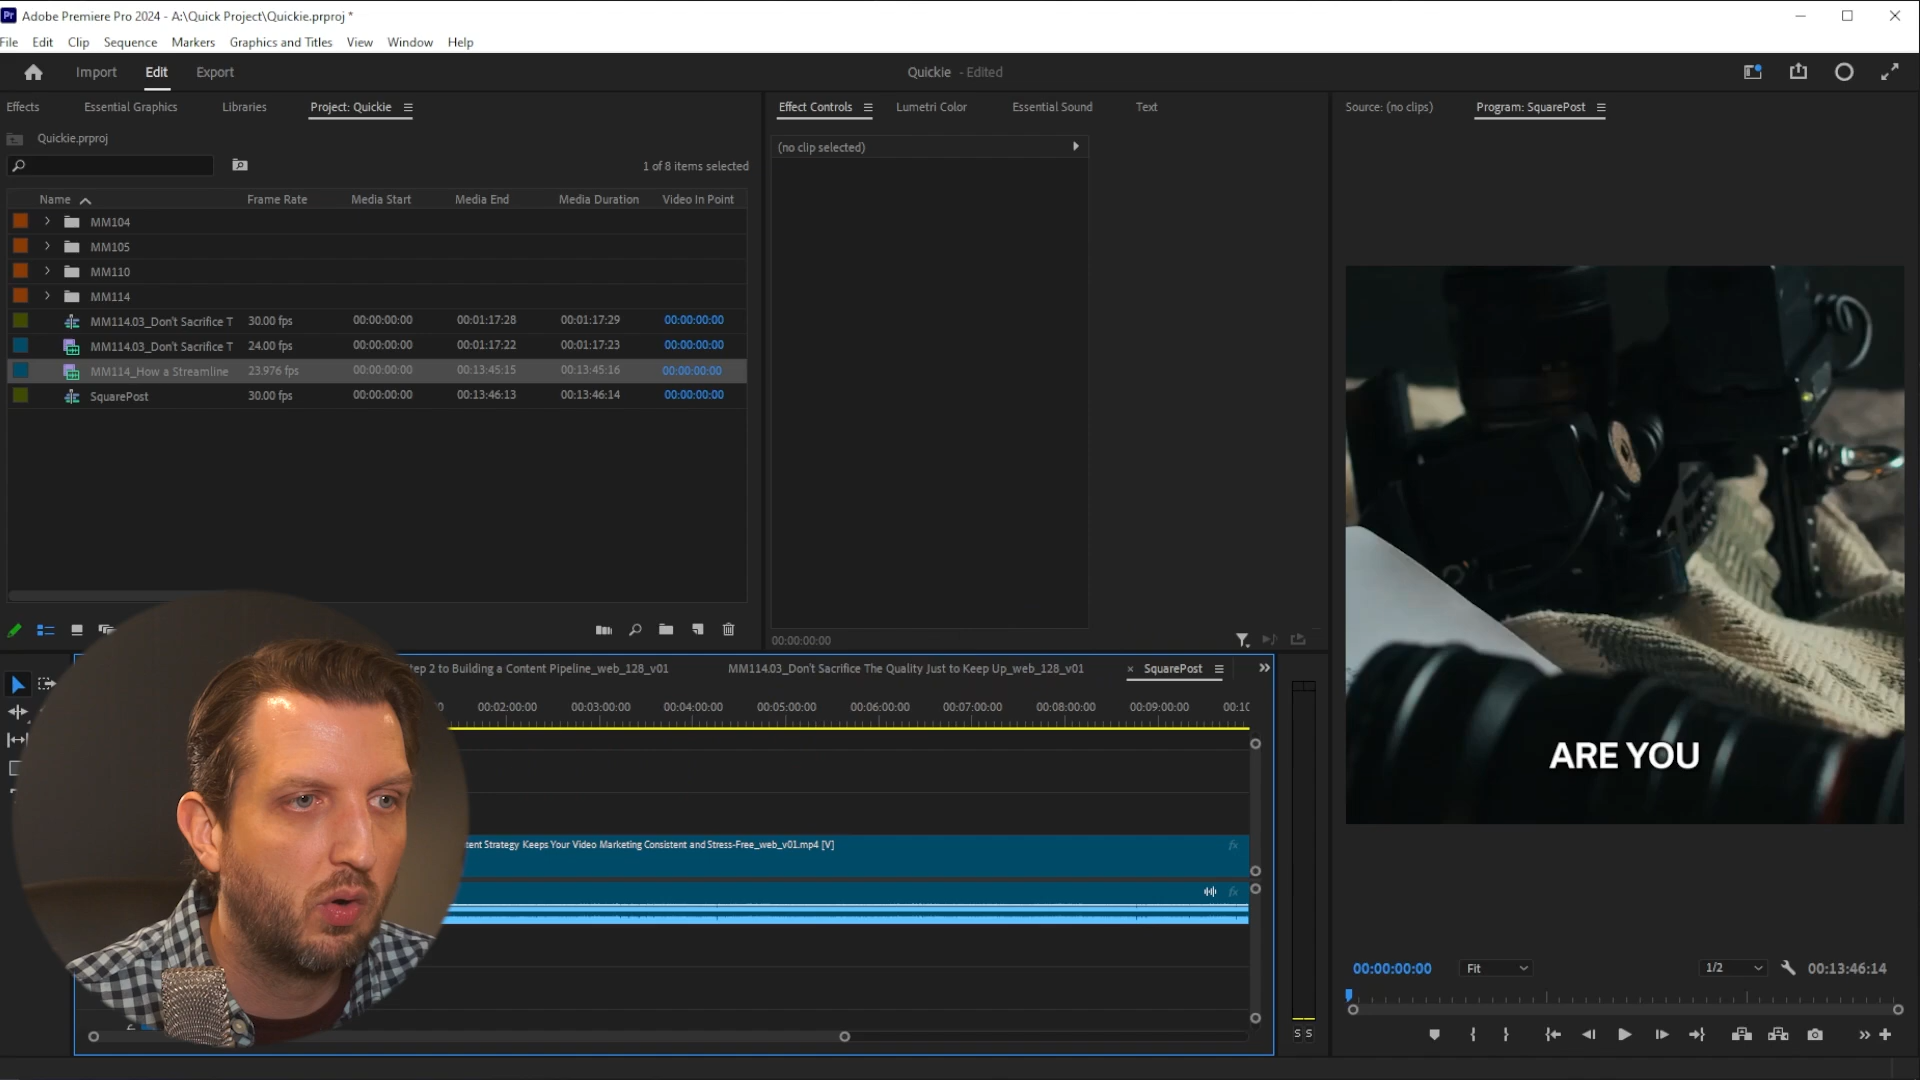 Adobe Premiere Pro 2024 - A:\Quick Project\Quickie.prproj *
File Edit Clip Sequence Markers Graphics and Titles View Window Help
Import Edit Export
Quickie - Edited
Effects Essential Graphics Libraries Project: Quickie
Quickie.prproj
1 of 8 items selected
Name Frame Rate Media Start Media End Media Duration Video In Point
MM104
MM105
MM110
MM114
MM114.03_Don't Sacrifice T 30.00 fps 00:00:00:00 00:01:17:28 00:01:17:29 00:00:00:00
MM114.03_Don't Sacrifice T 24.00 fps 00:00:00:00 00:01:17:22 00:01:17:23 00:00:00:00
MM114_How a Streamline 23.976 fps 00:00:00:00 00:13:45:15 00:13:45:16 00:00:00:00
SquarePost 30.00 fps 00:00:00:00 00:13:46:13 00:13:46:14 00:00:00:00
Effect Controls Lumetri Color Essential Sound Text
(no clip selected)
00:00:00:00
Source: (no clips) Program: SquarePost
ARE YOU
00:00:00:00 Fit 1/2 00:13:46:14
tep 2 to Building a Content Pipeline_web_128_v01 MM114.03_Don't Sacrifice The Quality Just to Keep Up_web_128_v01 × SquarePost
00:02:00:00 00:03:00:00 00:04:00:00 00:05:00:00 00:06:00:00 00:07:00:00 00:08:00:00 00:09:00:00 00:10
tent Strategy Keeps Your Video Marketing Consistent and Stress-Free_web_v01.mp4 [V] fx
fx
S S